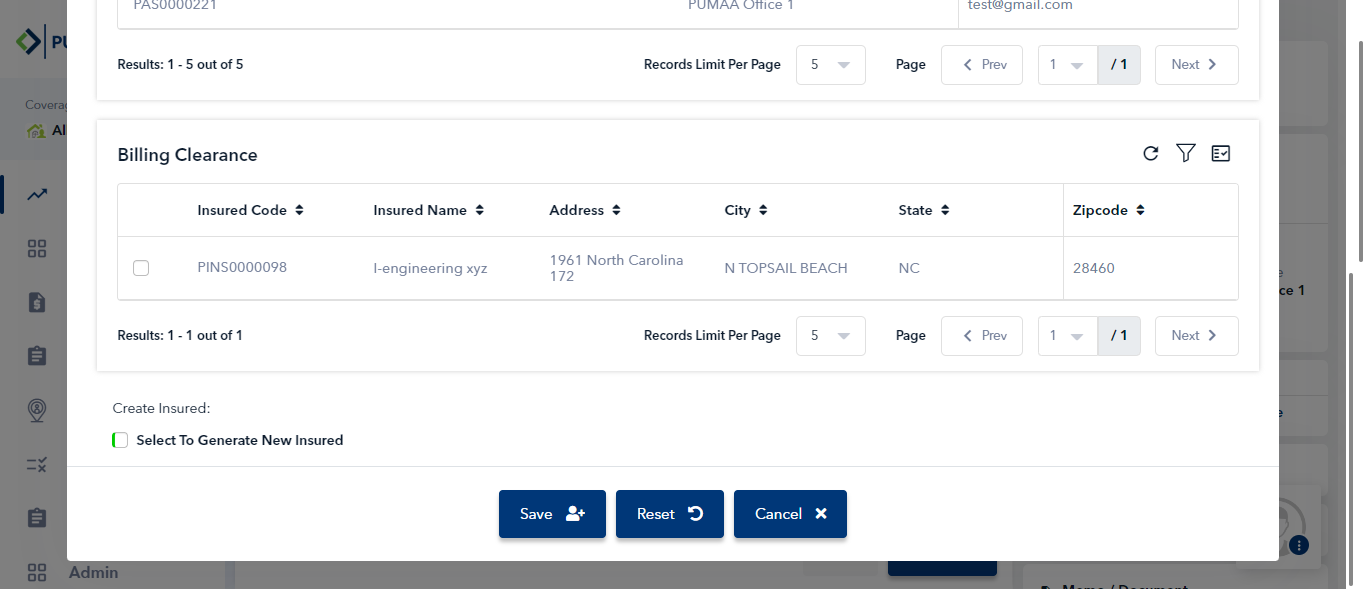 PAS0000221 PUMAA Office 1 test@gmail.com
Results: 1 - 5 out of 5 Records Limit Per Page 5 Page Prev 1 / 1 Next
PU
Coverag
Al
Billing Clearance
Insured Code Insured Name Address City State Zipcode
PINS0000098 I-engineering xyz 1961 North Carolina 172 N TOPSAIL BEACH NC 28460
ce 1
Results: 1 - 1 out of 1 Records Limit Per Page 5 Page Prev 1 / 1 Next
Create Insured:
Select To Generate New Insured
Save Reset Cancel
Admin
Memo / Document